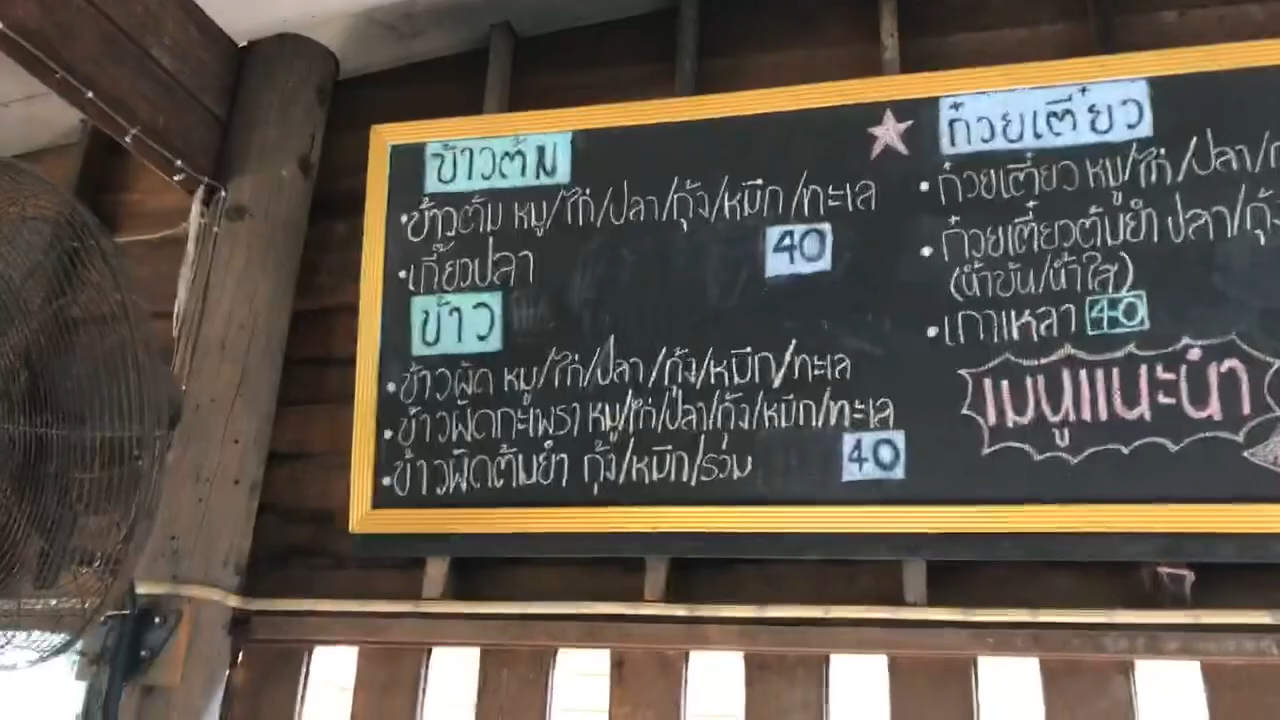 ข้าวต้ม
•ข้าวต้ม หมู/ไก่/ปลา/กุ้ง/หมึก/ทะเล
•เกี๊ยวปลา 40
ข้าว
•ข้าวผัด หมู/ไก่/ปลา/กุ้ง/หมึก/ทะเล
•ข้าวผัดกะเพรา หมู/ไก่/ปลา/กุ้ง/หมึก/ทะเล
•ข้าวผัดต้มยำ กุ้ง/หมึก/รวม 40
ก๋วยเตี๋ยว
•ก๋วยเตี๋ยว หมู/ไก่/ปลา/ก
•ก๋วยเตี๋ยวต้มยำ ปลา/กุ้
(น้ำข้น/น้ำใส)
•เกาเหลา 40
เมนูแนะนำ